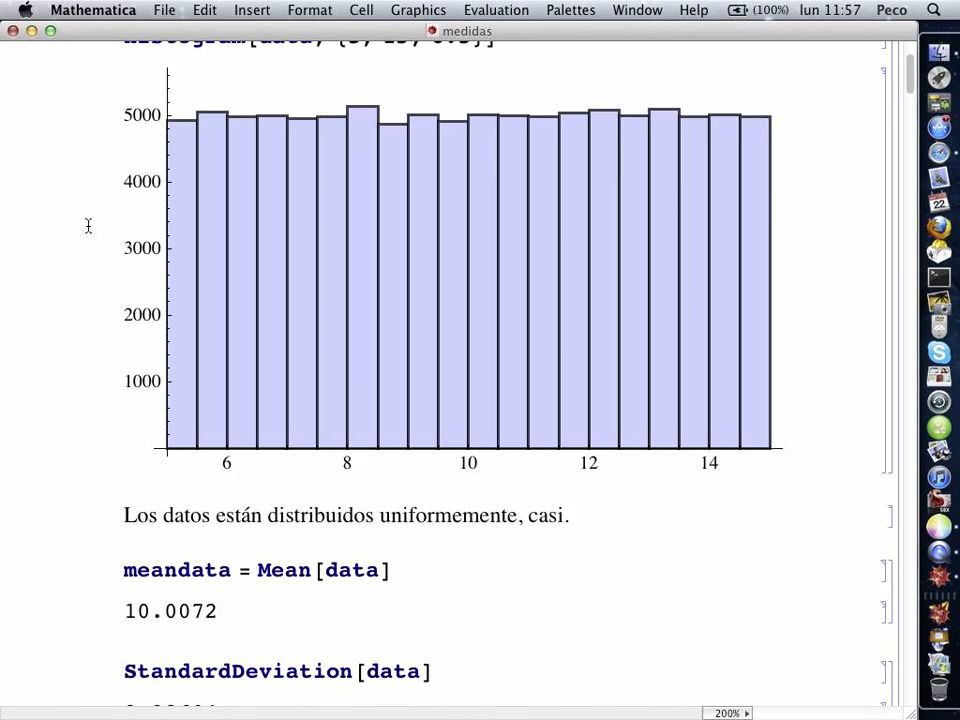 Mathematica File Edit Insert Format Cell Graphics Evaluation Palettes Window Help (100%) lun 11:57 Peco
medidas
5000
4000
3000
2000
1000
6 8 10 12 14
Los datos están distribuidos uniformemente, casi.
meandata = Mean[data]
10.0072
StandardDeviation[data]
200%